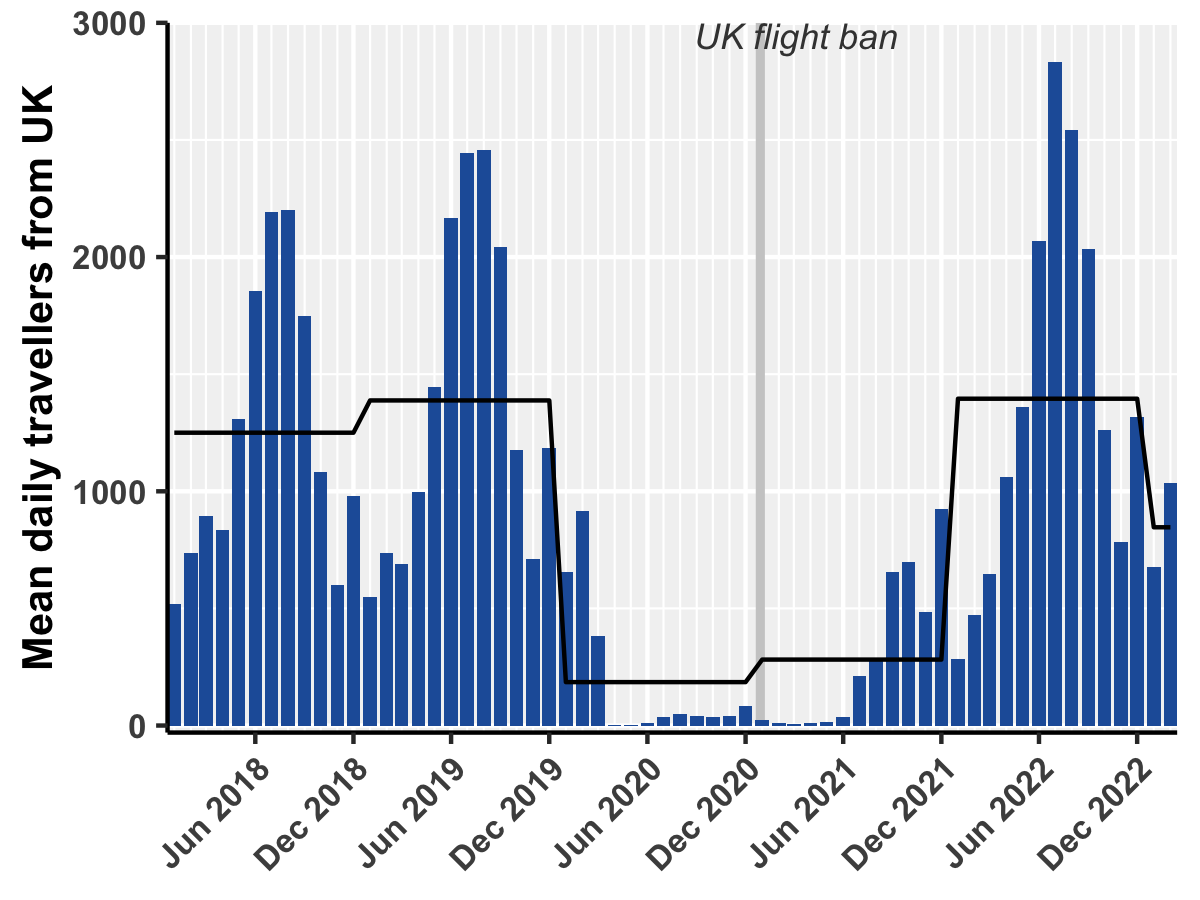 Mean daily travellers from UK
3000
2000
1000
0
UK flight ban
Jun 2018
Dec 2018
Jun 2019
Dec 2019
Jun 2020
Dec 2020
Jun 2021
Dec 2021
Jun 2022
Dec 2022